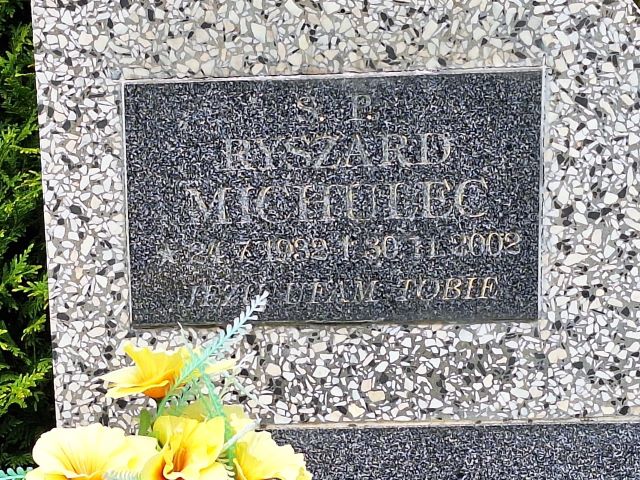 Ś. P.
RYSZARD
MICHULEC
* 24.7.1932 † 30.11.2002
JEZU UFAM TOBIE